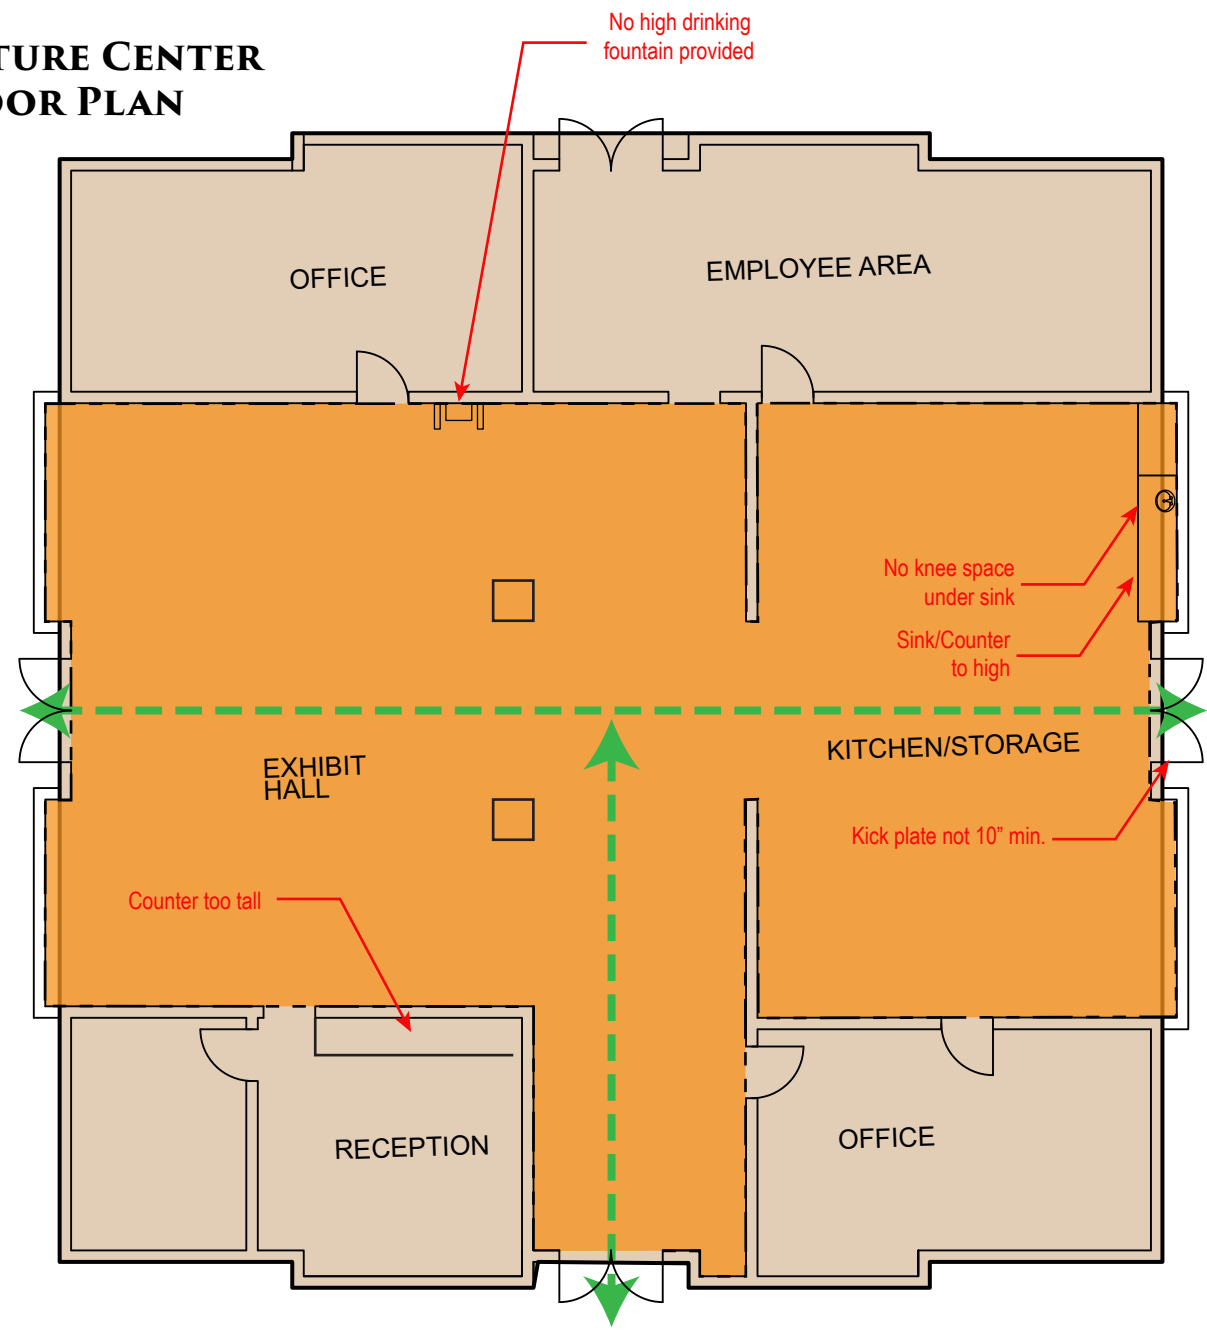 No high drinking
fountain provided
TURE CENTER
OOR PLAN
OFFICE
EMPLOYEE AREA
No knee space
under sink
Sink/Counter
to high
KITCHEN/STORAGE
EXHIBIT
HALL
Kick plate not 10” min.
Counter too tall
RECEPTION
OFFICE